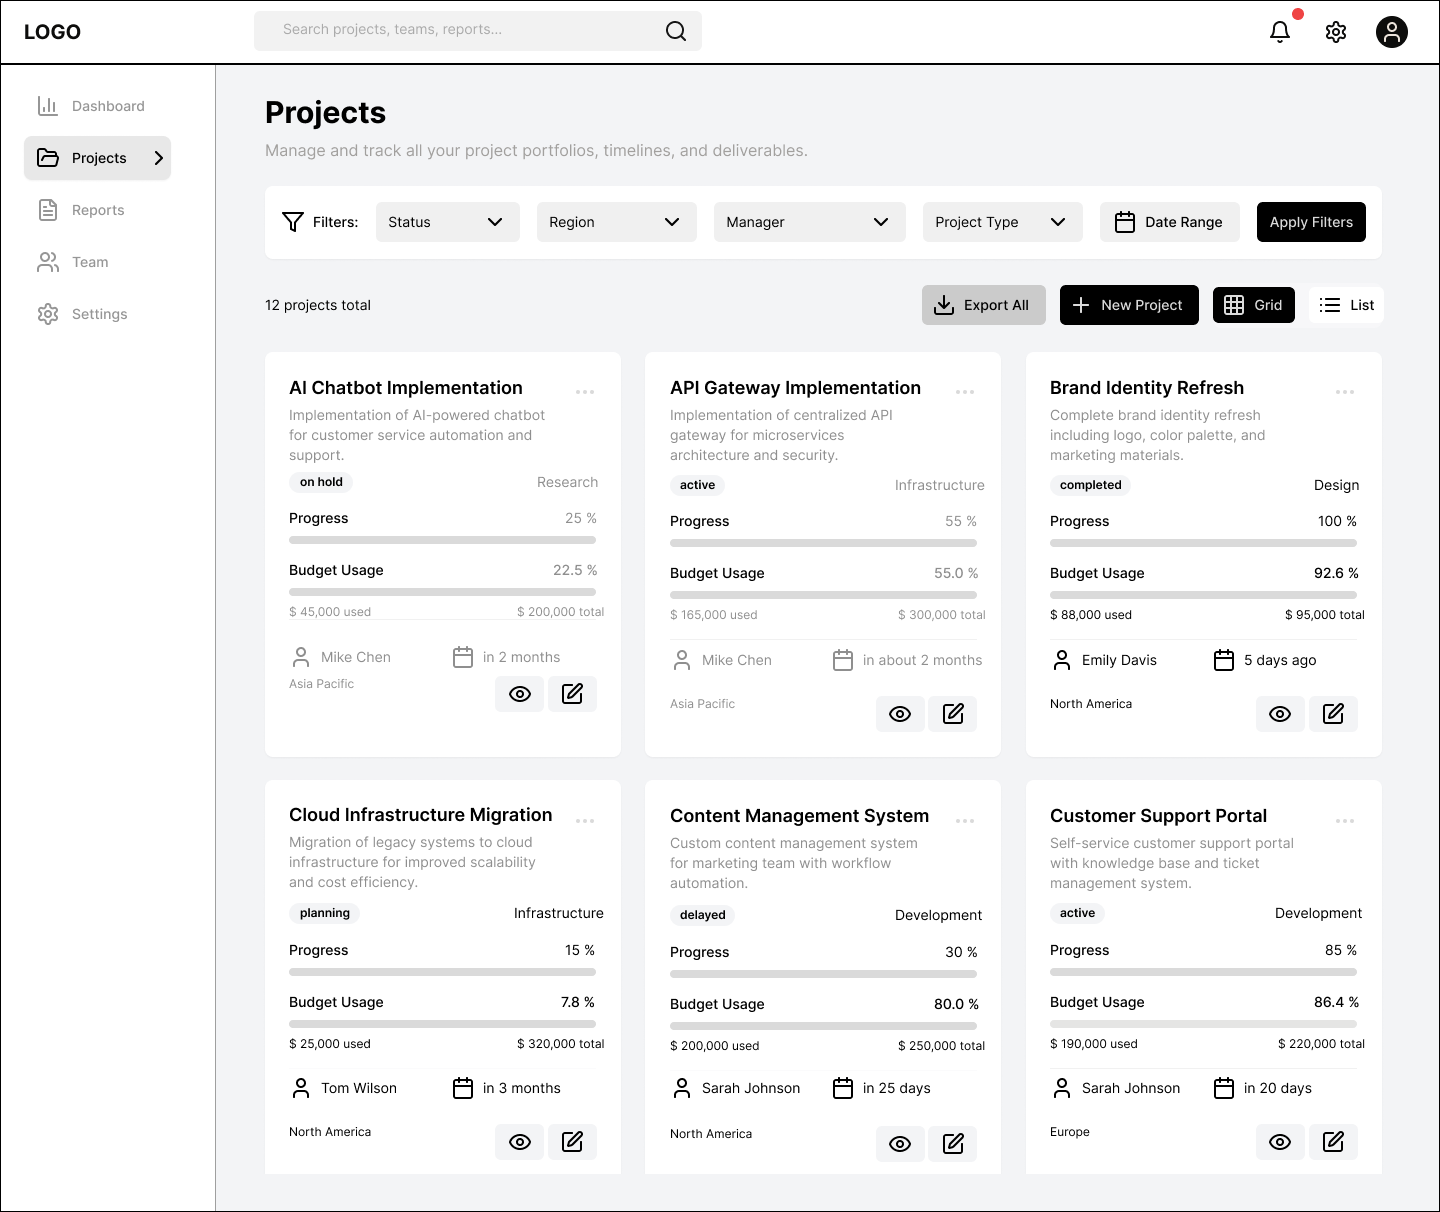 LOGO
Search projects, teams, reports...
Dashboard
Projects
Reports
Team
Settings
Projects
Manage and track all your project portfolios, timelines, and deliverables.
Filters:
Status
Region
Manager
Project Type
Date Range
Apply Filters
12 projects total
Export All
New Project
Grid
List
AI Chatbot Implementation
Implementation of AI-powered chatbot
for customer service automation and
support.
on hold
Research
Progress
25 %
Budget Usage
22.5 %
$ 45,000 used
$ 200,000 total
Mike Chen
in 2 months
Asia Pacific
API Gateway Implementation
Implementation of centralized API
gateway for microservices
architecture and security.
active
Infrastructure
Progress
55 %
Budget Usage
55.0 %
$ 165,000 used
$ 300,000 total
Mike Chen
in about 2 months
Asia Pacific
Brand Identity Refresh
Complete brand identity refresh
including logo, color palette, and
marketing materials.
completed
Design
Progress
100 %
Budget Usage
92.6 %
$ 88,000 used
$ 95,000 total
Emily Davis
5 days ago
North America
Cloud Infrastructure Migration
Migration of legacy systems to cloud
infrastructure for improved scalability
and cost efficiency.
planning
Infrastructure
Progress
15 %
Budget Usage
7.8 %
$ 25,000 used
$ 320,000 total
Tom Wilson
in 3 months
North America
Content Management System
Custom content management system
for marketing team with workflow
automation.
delayed
Development
Progress
30 %
Budget Usage
80.0 %
$ 200,000 used
$ 250,000 total
Sarah Johnson
in 25 days
North America
Customer Support Portal
Self-service customer support portal
with knowledge base and ticket
management system.
active
Development
Progress
85 %
Budget Usage
86.4 %
$ 190,000 used
$ 220,000 total
Sarah Johnson
in 20 days
Europe